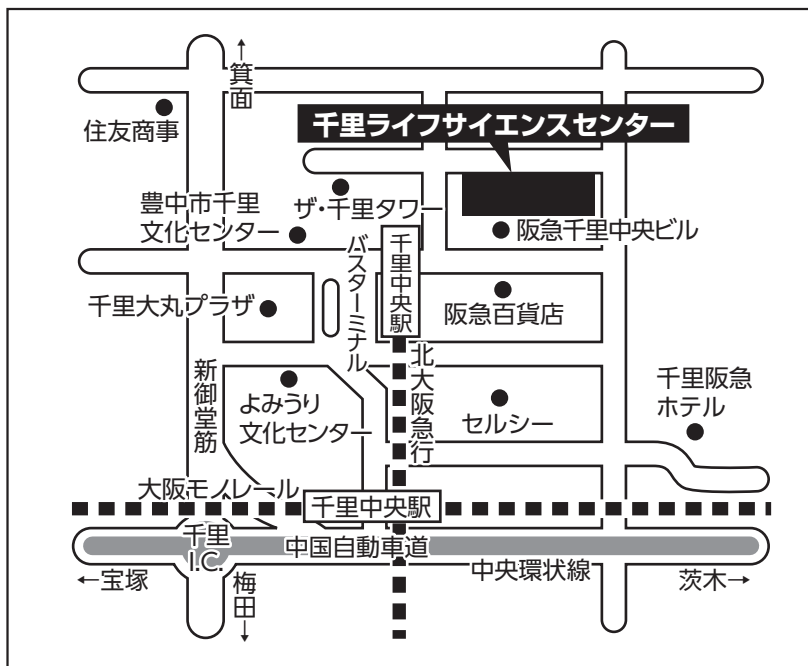 ↑箕面
住友商事
千里ライフサイエンスセンター
豊中市千里
文化センター
ザ・千里タワー
阪急千里中央ビル
千里中央駅
バスターミナル
千里大丸プラザ
阪急百貨店
新御堂筋
よみうり
文化センター
北大阪急行
セルシー
千里阪急
ホテル
大阪モノレール
千里中央駅
千里
I.C.
中国自動車道
←宝塚
梅田↓
中央環状線
茨木→